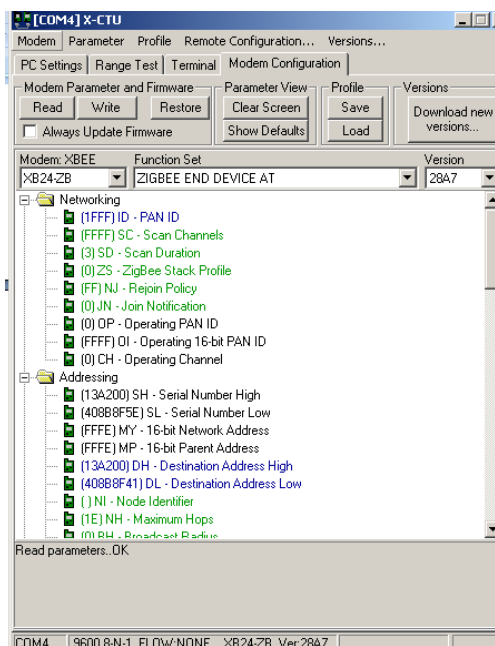 [COM4] X-CTU
Modem Parameter Profile Remote Configuration... Versions...
PC Settings Range Test Terminal Modem Configuration
Modem Parameter and Firmware Parameter View Profile Versions
Read Write Restore Clear Screen Save Download new versions...
Always Update Firmware Show Defaults Load
Modem: XBEE Function Set Version
XB24-ZB ZIGBEE END DEVICE AT 28A7
Networking
(1FFF) ID - PAN ID
(FFFF) SC - Scan Channels
(3) SD - Scan Duration
(0) ZS - ZigBee Stack Profile
(FF) NJ - Rejoin Policy
(0) JN - Join Notification
(0) OP - Operating PAN ID
(FFFF) OI - Operating 16-bit PAN ID
(0) CH - Operating Channel
Addressing
(13A200) SH - Serial Number High
(408B8F5E) SL - Serial Number Low
(FFFE) MY - 16-bit Network Address
(FFFE) MP - 16-bit Parent Address
(13A200) DH - Destination Address High
(408B8F41) DL - Destination Address Low
( ) NI - Node Identifier
(1E) NH - Maximum Hops
(0) BH - Broadcast Radius
Read parameters..OK
COM4 9600 8-N-1 FLOW:NONE XB24-ZB Ver:28A7